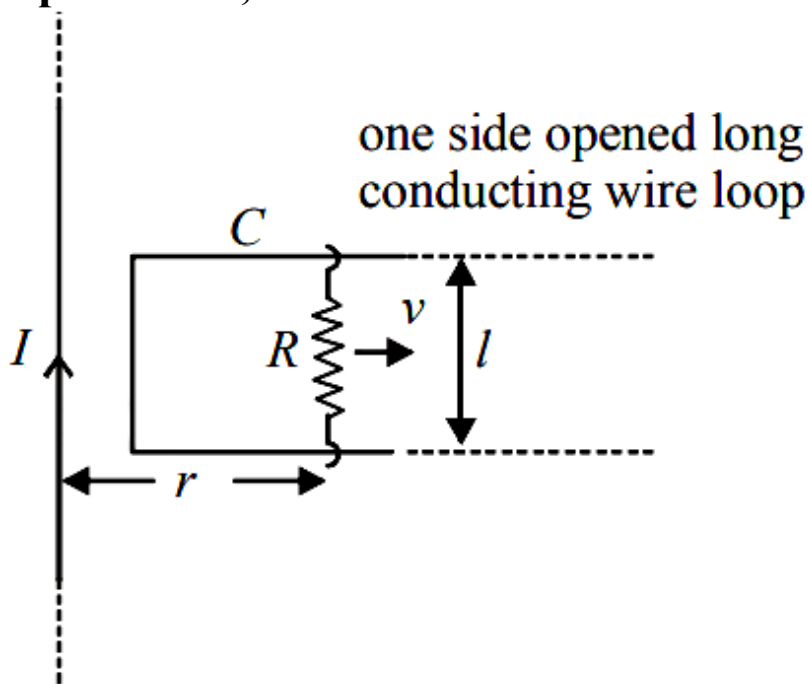 one side opened long
conducting wire loop
C
v
I
R
l
r